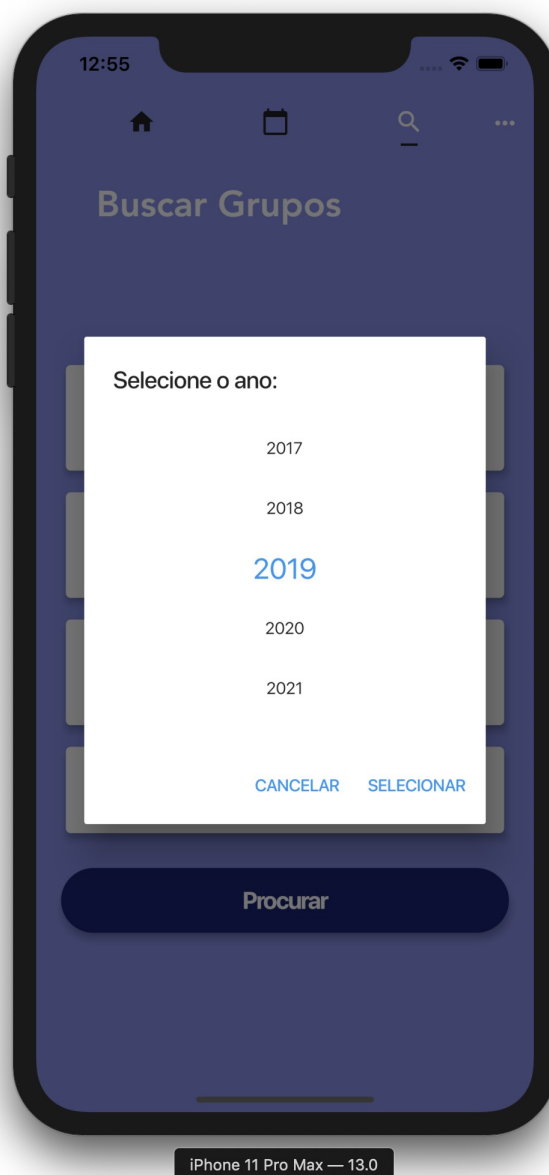 12:55
Buscar Grupos
Selecione o ano:
2017
2018
2019
2020
2021
CANCELAR SELECIONAR
Procurar
iPhone 11 Pro Max — 13.0